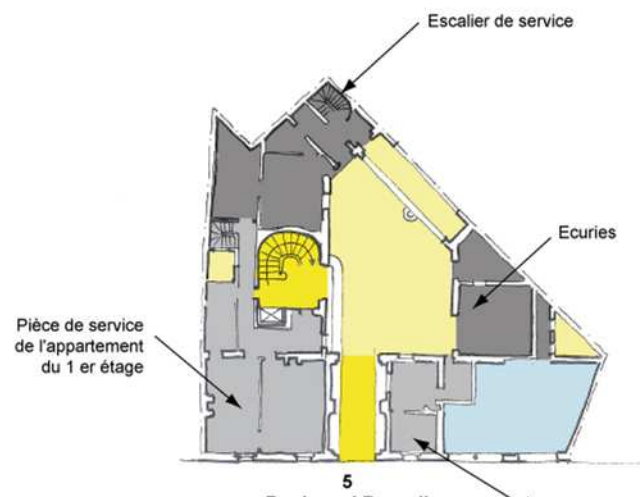 Escalier de service
Ecuries
Pièce de service
de l'appartement
du 1 er étage
5